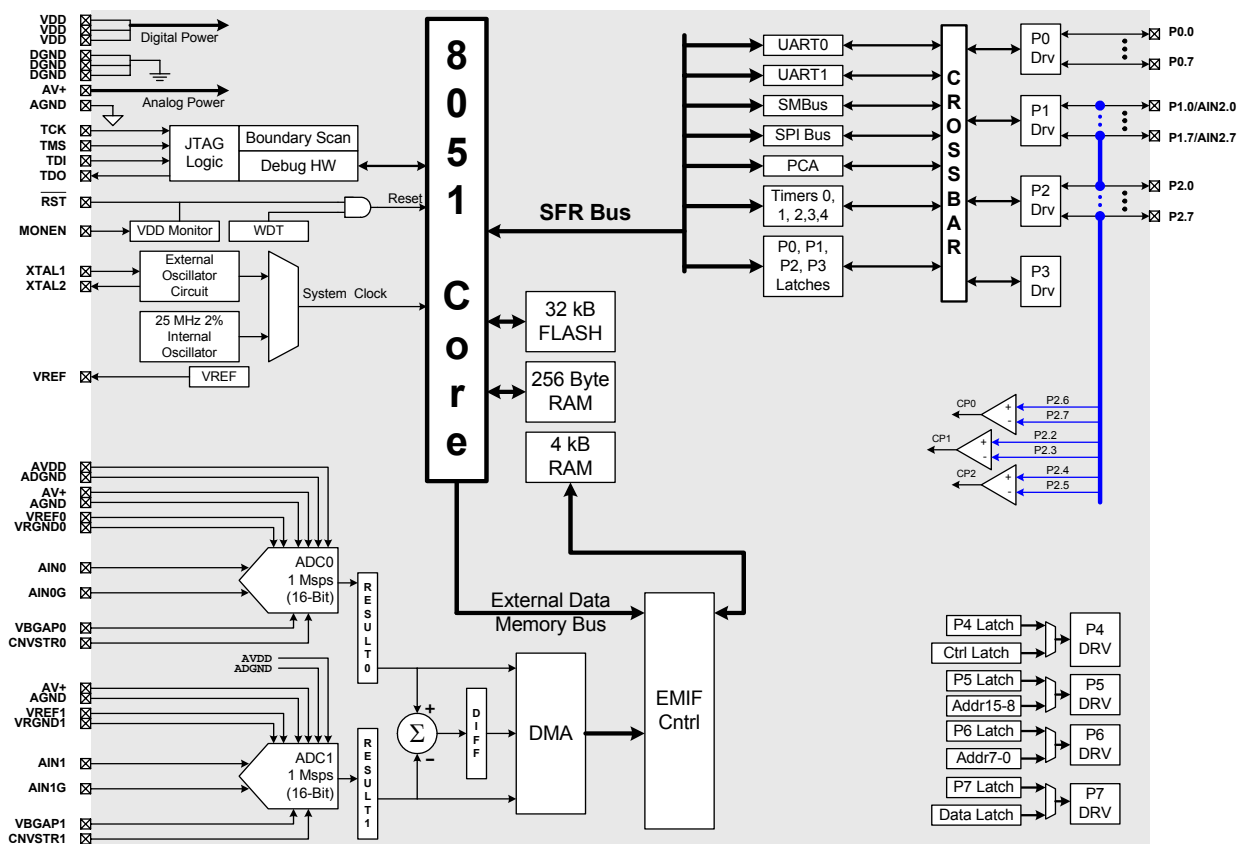 VDD
VDD
VDD
Digital Power
DGND
DGND
DGND
AV+
Analog Power
AGND
TCK
TMS
TDI
TDO
JTAG
Logic
Boundary Scan
Debug HW
RST
MONEN
VDD Monitor
WDT
Reset
XTAL1
XTAL2
External
Oscillator
Circuit
25 MHz 2%
Internal
Oscillator
System Clock
VREF
VREF
8051 Core
SFR Bus
32 kB
FLASH
256 Byte
RAM
4 kB
RAM
UART0
UART1
SMBus
SPI Bus
PCA
Timers 0,
1, 2,3,4
P0, P1,
P2, P3
Latches
CROSSBAR
P0
Drv
P1
Drv
P2
Drv
P3
Drv
P0.0
P0.7
P1.0/AIN2.0
P1.7/AIN2.7
P2.0
P2.7
CP0
+
-
P2.6
P2.7
CP1
+
-
P2.2
P2.3
CP2
+
-
P2.4
P2.5
AVDD
ADGND
AV+
AGND
VREF0
VRGND0
AIN0
AIN0G
VBGAP0
CNVSTR0
ADC0
1 Msps
(16-Bit)
RESULT0
AVDD
ADGND
AV+
AGND
VREF1
VRGND1
AIN1
AIN1G
VBGAP1
CNVSTR1
ADC1
1 Msps
(16-Bit)
RESULT1
+
Σ
−
DIFF
DMA
External Data
Memory Bus
EMIF
Cntrl
P4 Latch
Ctrl Latch
P4
DRV
P5 Latch
Addr15-8
P5
DRV
P6 Latch
Addr7-0
P6
DRV
P7 Latch
Data Latch
P7
DRV